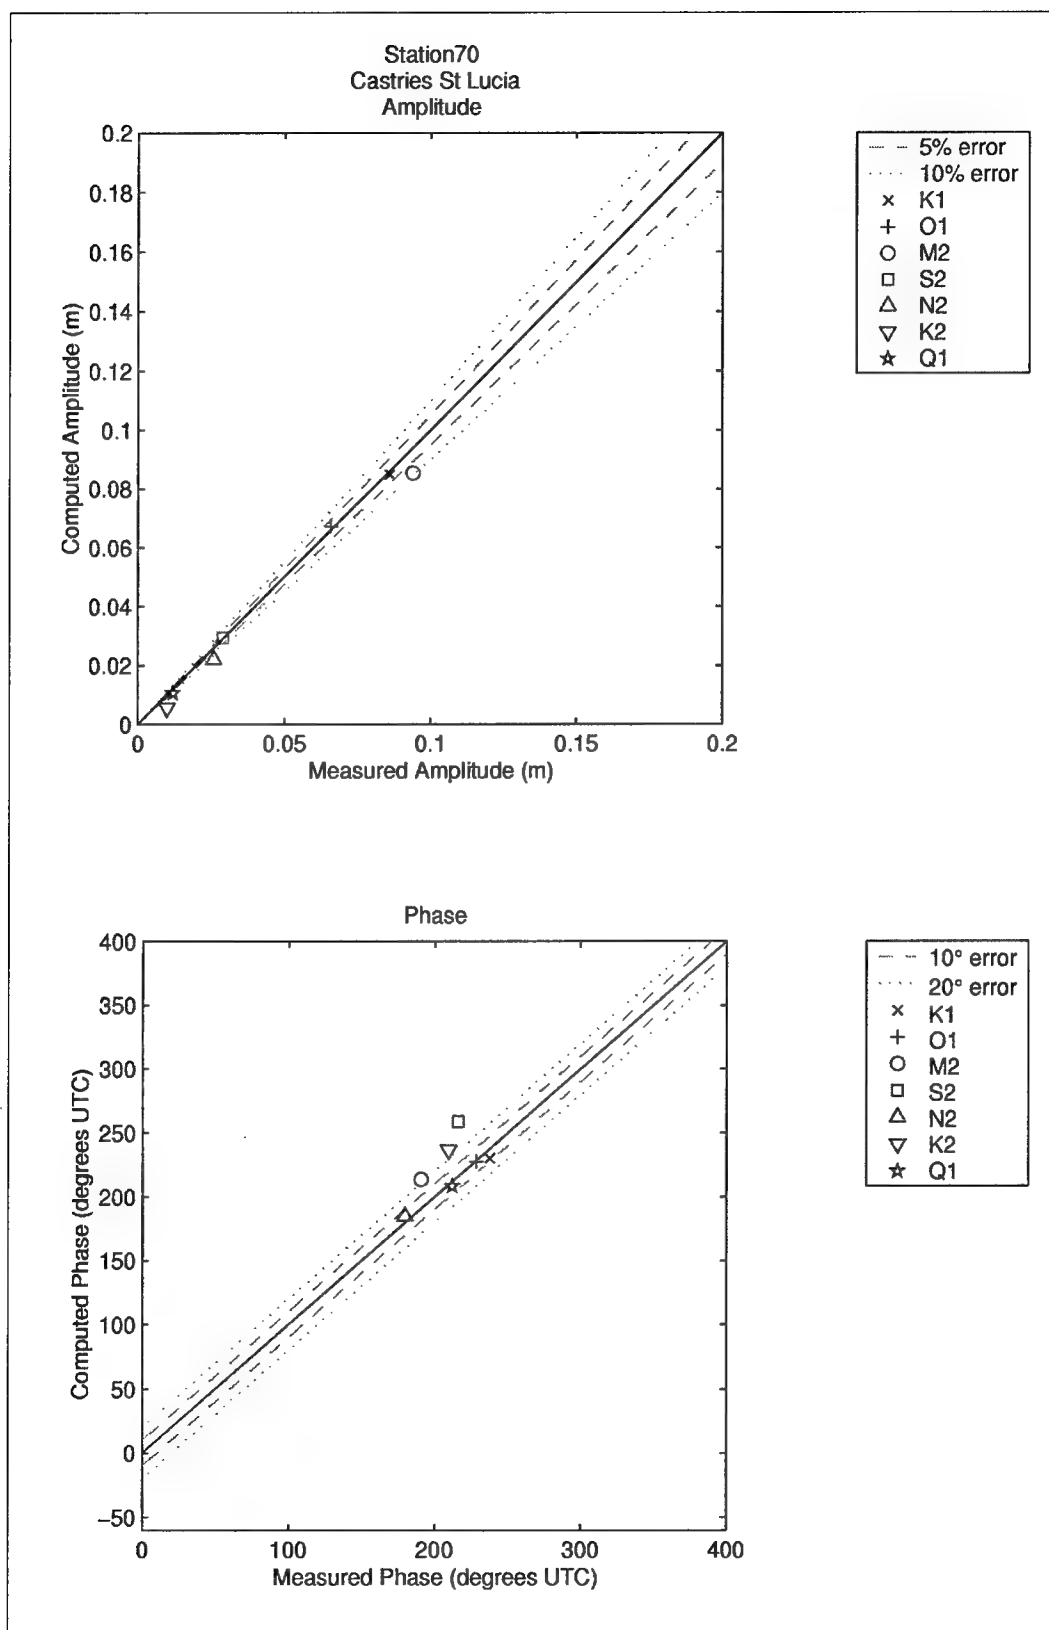 Station70
Castries St Lucia
Amplitude
0.2
0.18
0.16
0.14
0.12
0.1
0.08
0.06
0.04
0.02
0
Computed Amplitude (m)
0 0.05 0.1 0.15 0.2
Measured Amplitude (m)
5% error
10% error
K1
O1
M2
S2
N2
K2
Q1
Phase
400
350
300
250
200
150
100
50
0
−50
Computed Phase (degrees UTC)
0 100 200 300 400
Measured Phase (degrees UTC)
10° error
20° error
K1
O1
M2
S2
N2
K2
Q1